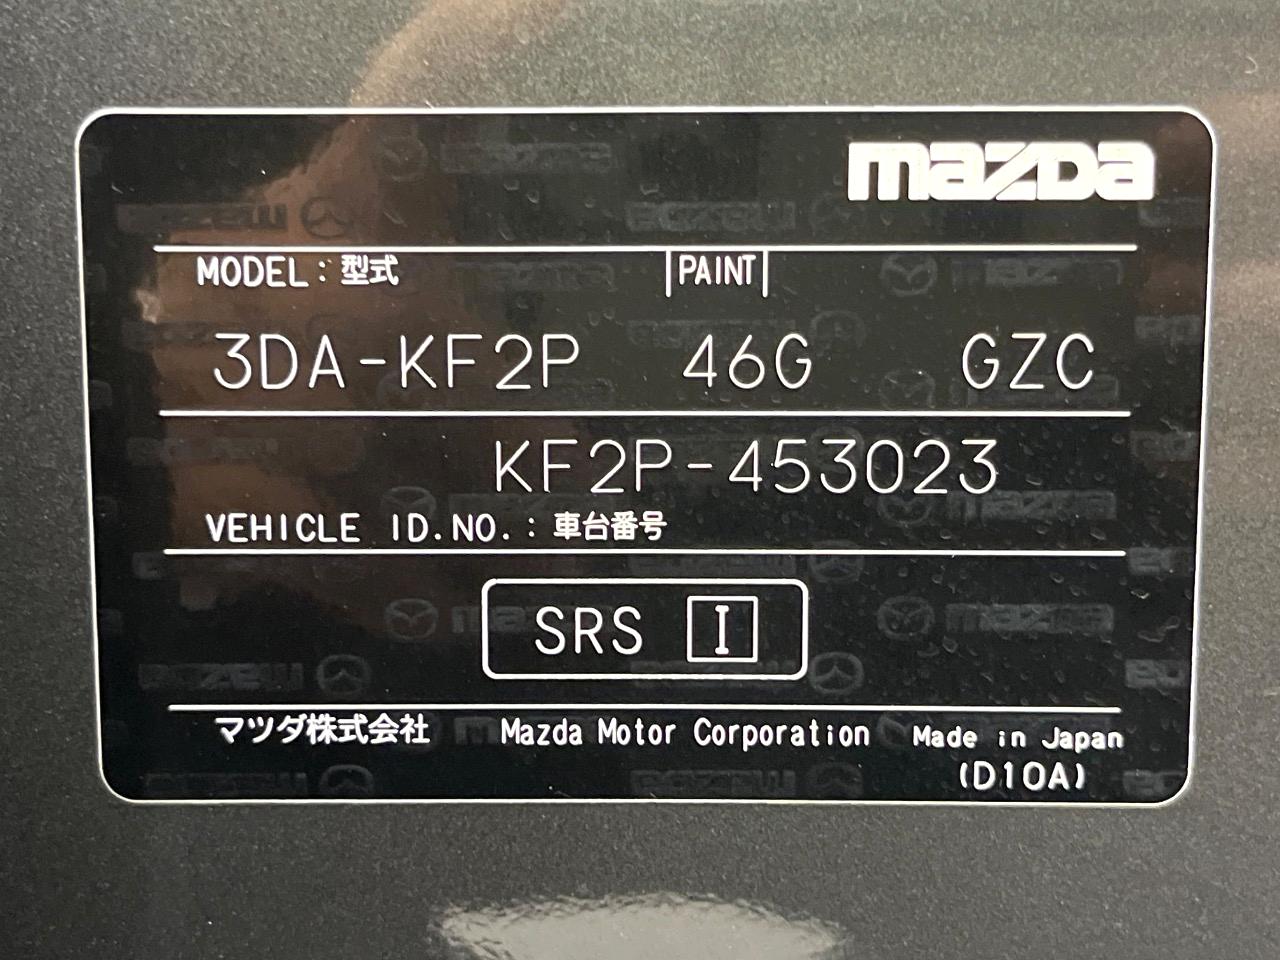 mazda
MODEL : 型式 |PAINT|
3DA-KF2P 46G GZC
KF2P-453023
VEHICLE ID.NO. : 車台番号
SRS I
マツダ株式会社 Mazda Motor Corporation Made in Japan
(D10A)